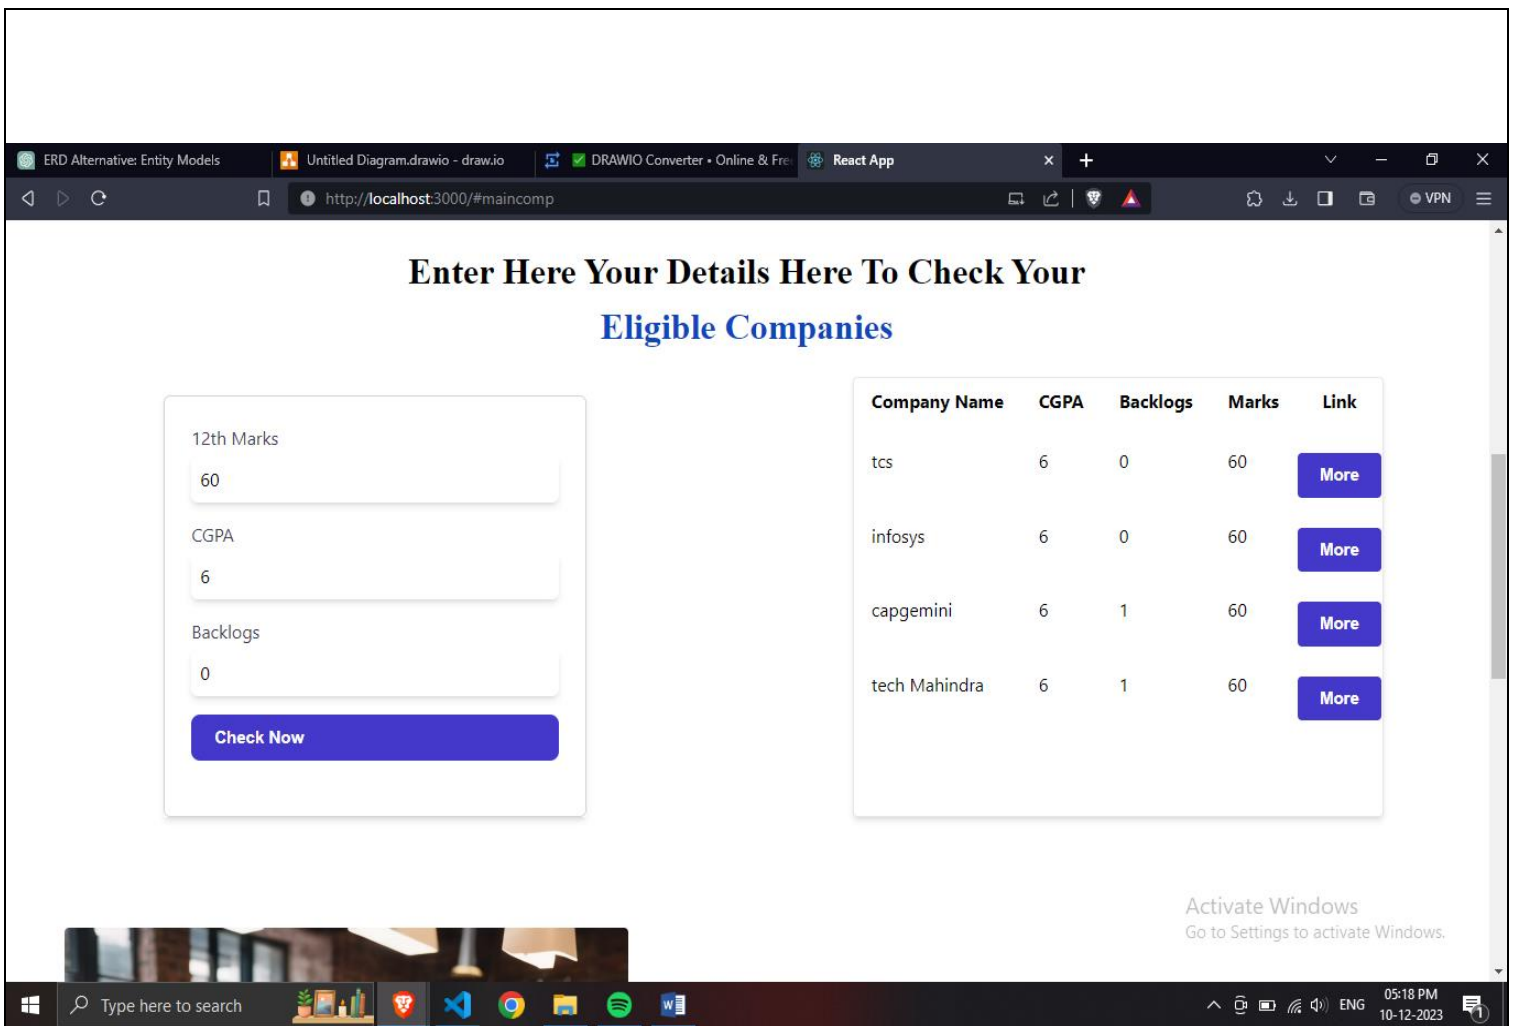 ERD Alternative: Entity Models
Untitled Diagram.drawio - draw.io
DRAWIO Converter • Online & Fre
React App
http://localhost:3000/#maincomp
VPN
Enter Here Your Details Here To Check Your
Eligible Companies
12th Marks
60
CGPA
6
Backlogs
0
Check Now
Company Name CGPA Backlogs Marks Link
tcs 6 0 60 More
infosys 6 0 60 More
capgemini 6 1 60 More
tech Mahindra 6 1 60 More
Activate Windows
Go to Settings to activate Windows.
Type here to search
ENG
05:18 PM
10-12-2023
1